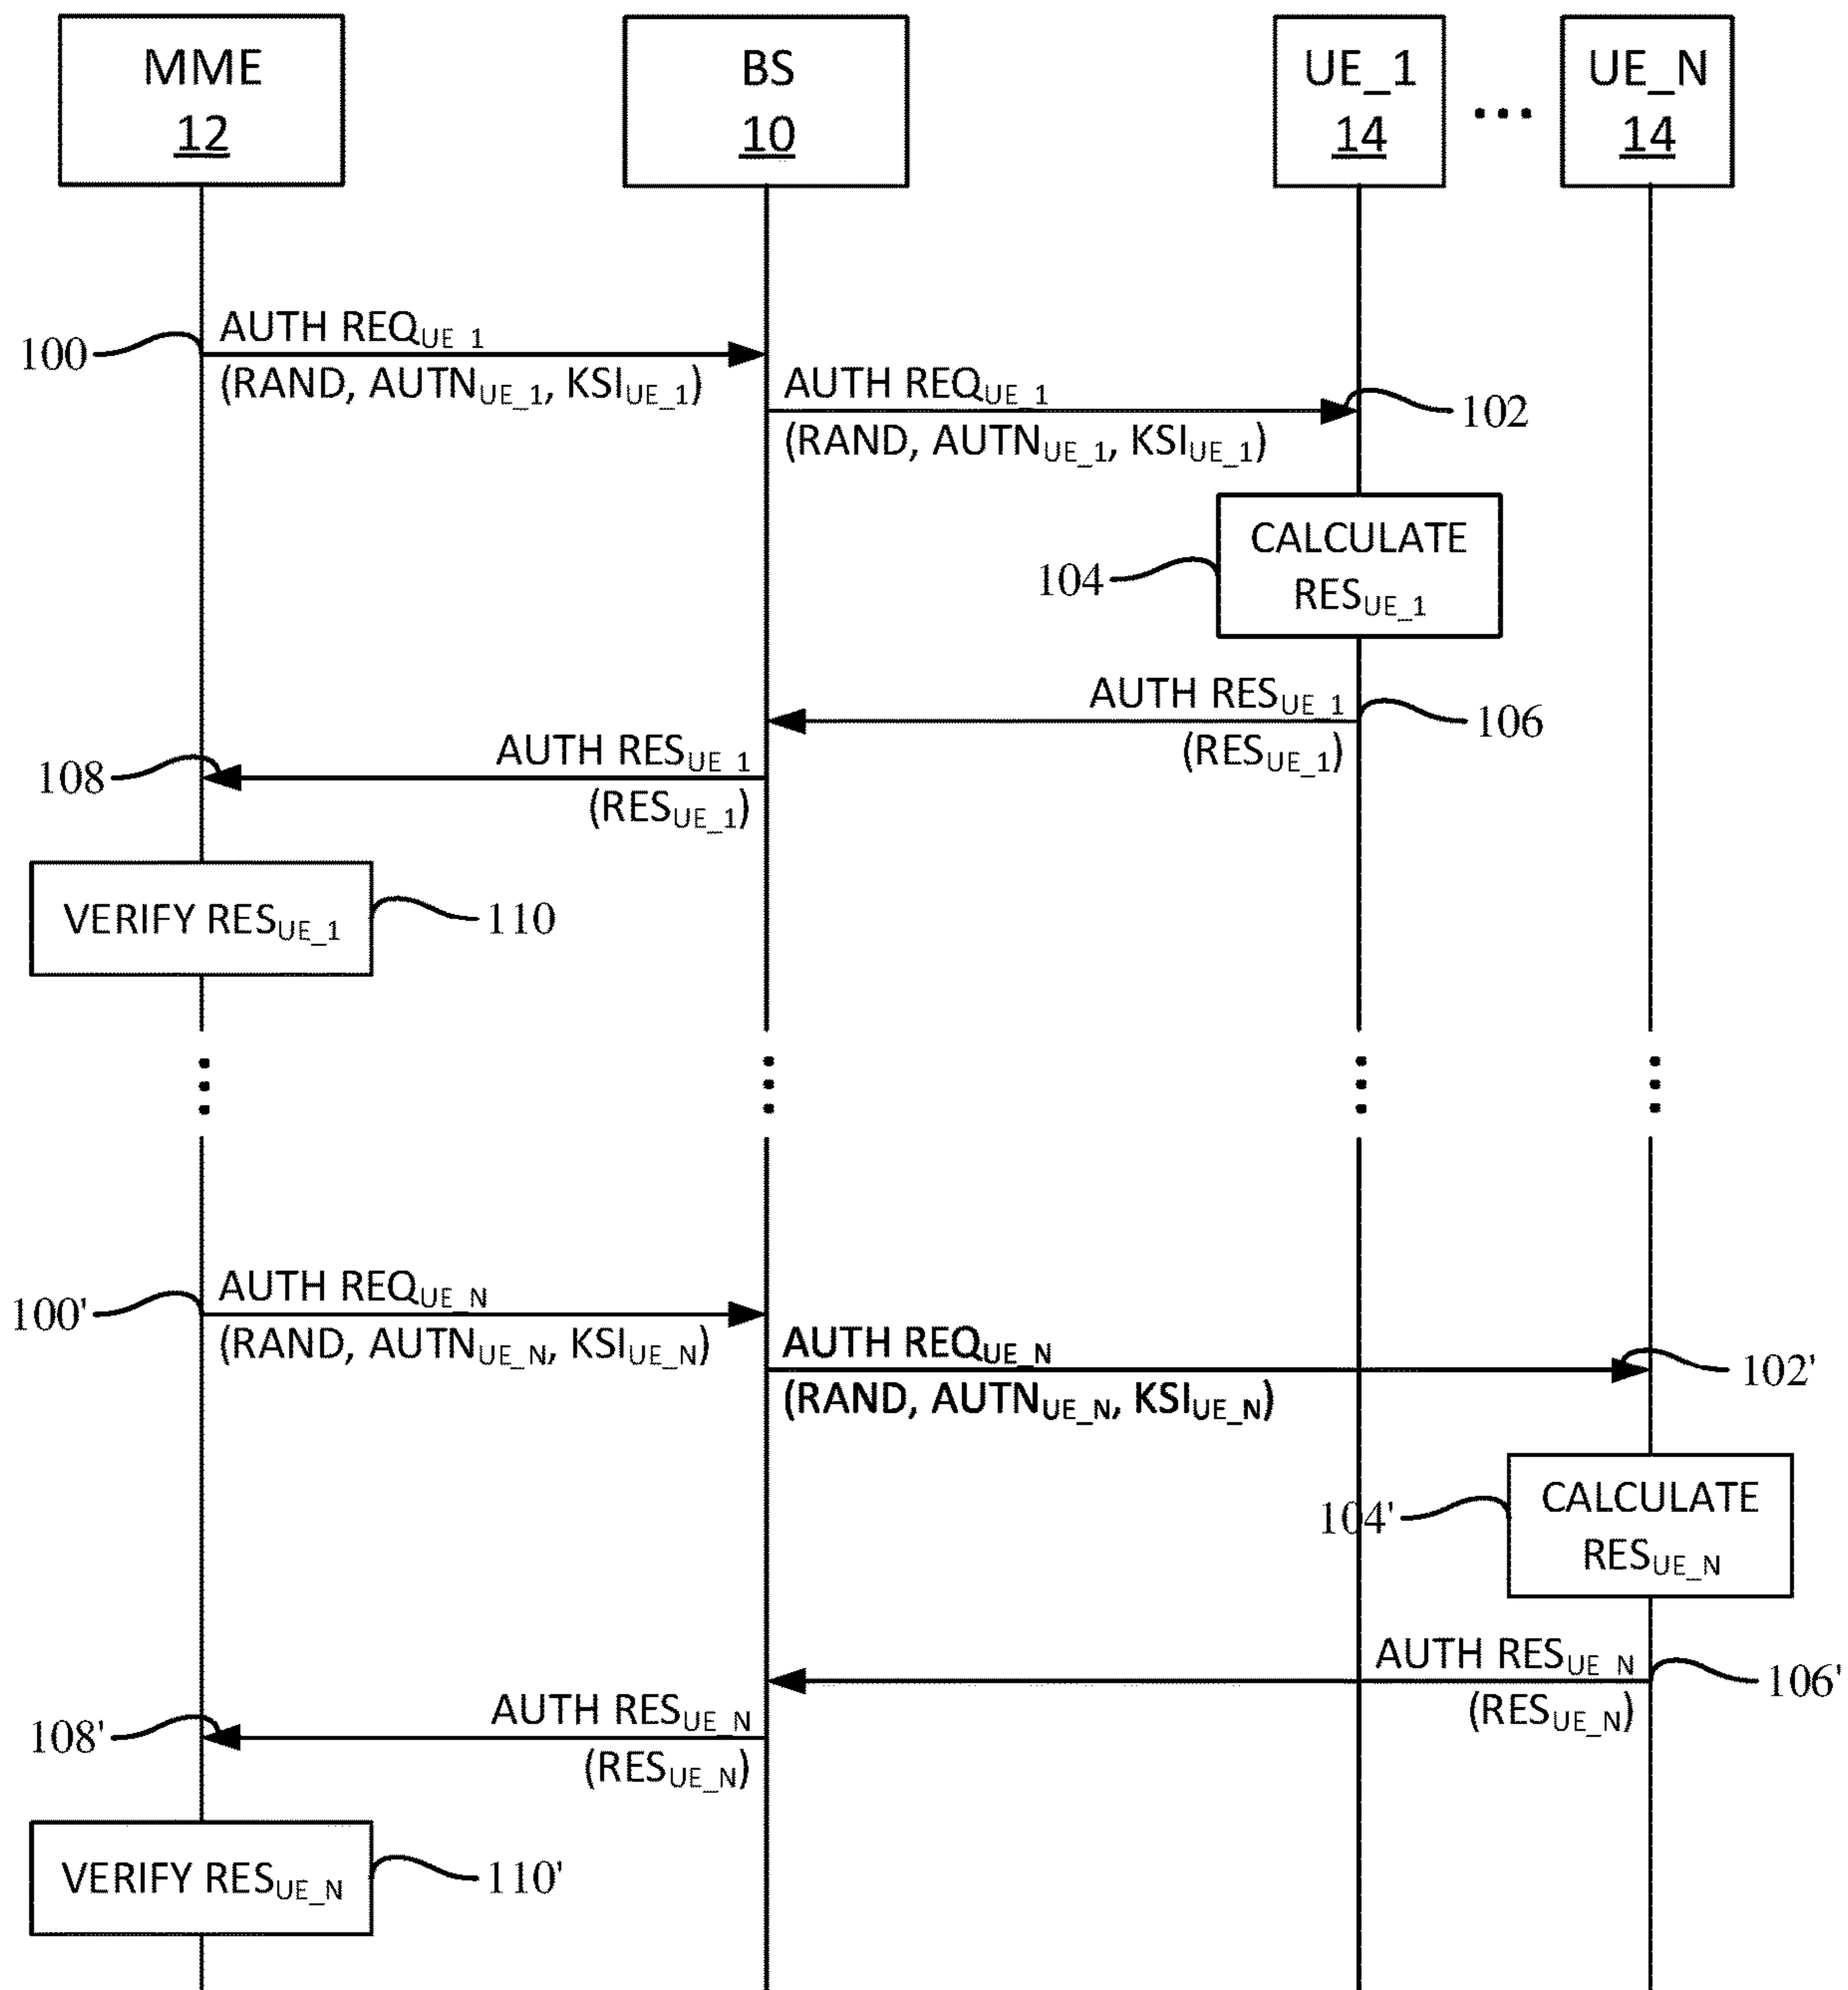 MME
12
BS
10
UE_1
14
...
UE_N
14
100
AUTH REQUE_1
(RAND, AUTNUE_1, KSIUE_1)
AUTH REQUE_1
(RAND, AUTNUE_1, KSIUE_1)
102
CALCULATE
RESUE_1
104
AUTH RESUE_1
(RESUE_1)
106
AUTH RESUE_1
(RESUE_1)
108
VERIFY RESUE_1
110
100'
AUTH REQUE_N
(RAND, AUTNUE_N, KSIUE_N)
AUTH REQUE_N
(RAND, AUTNUE_N, KSIUE_N)
102'
CALCULATE
RESUE_N
104'
AUTH RESUE_N
(RESUE_N)
106'
AUTH RESUE_N
(RESUE_N)
108'
VERIFY RESUE_N
110'